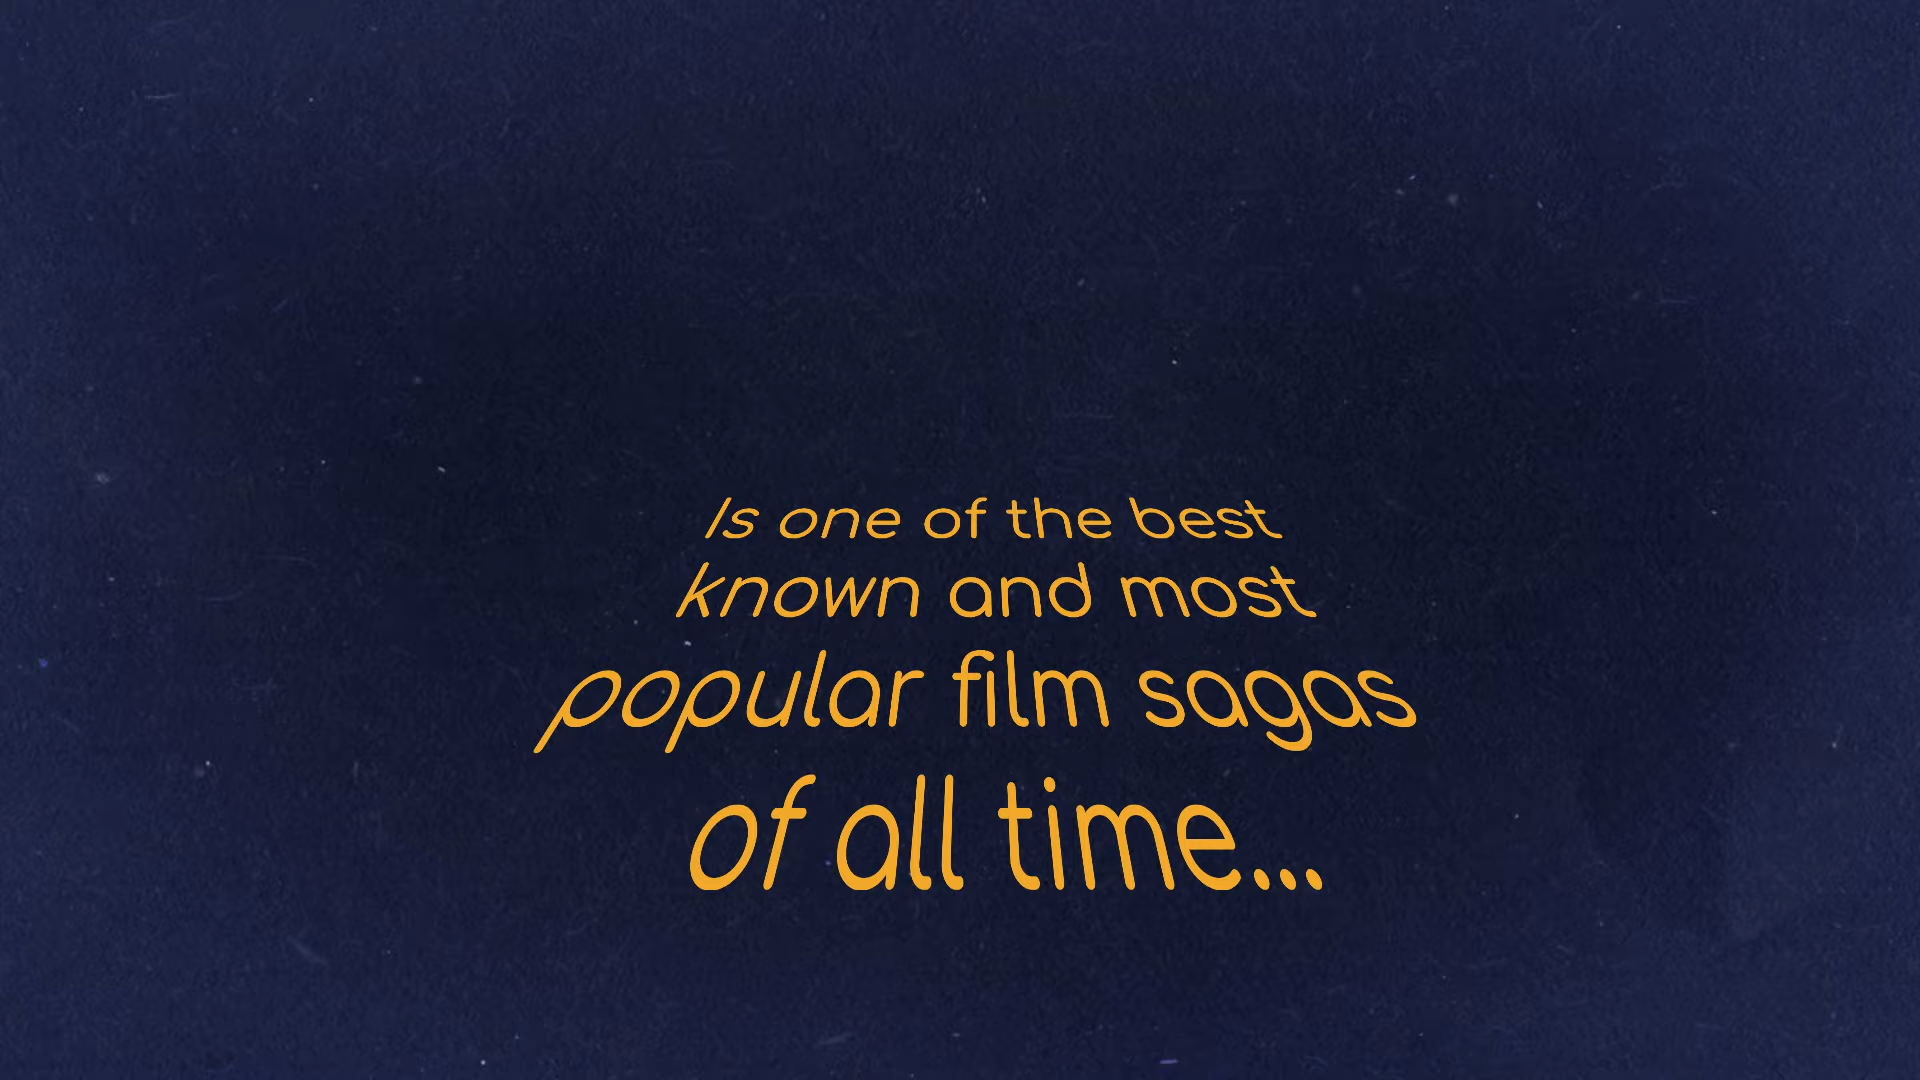 Is one of the best
known and most
popular film sagas
of all time...